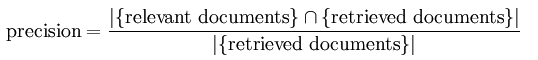 precision = |{relevant documents} ∩ {retrieved documents}|
|{retrieved documents}|